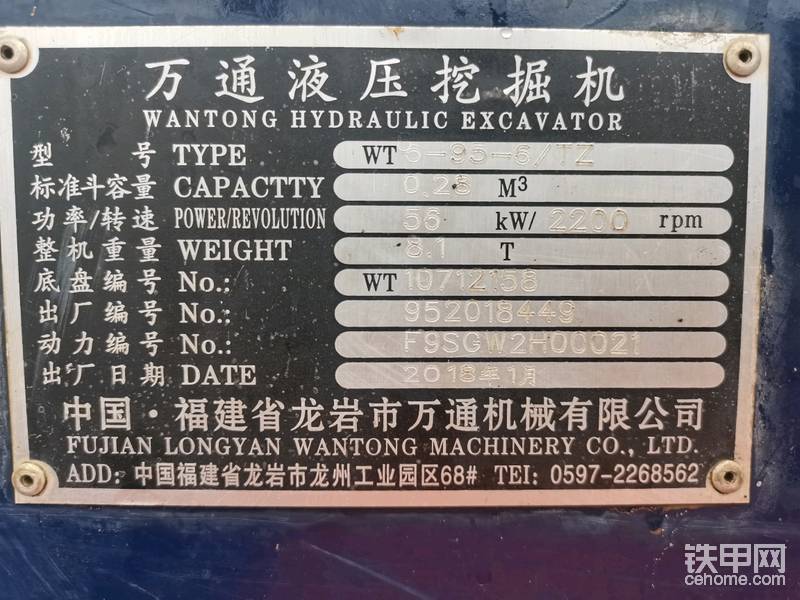 万通液压挖掘机
WANTONG HYDRAULIC EXCAVATOR
型号 TYPE WT 5-95-6/TZ
标准斗容量 CAPACTTY 0.28 M³
功率/转速 POWER/REVOLUTION 55 kW/ 2200 rpm
整机重量 WEIGHT 8.1 T
底盘编号 No.: WT 10712158
出厂编号 No.: 952018449
动力编号 No.: F9SGW2H00021
出厂日期 DATE 2018年1月
中国·福建省龙岩市万通机械有限公司
FUJIAN LONGYAN WANTONG MACHINERY CO., LTD.
ADD: 中国福建省龙岩市龙州工业园区68# TEI: 0597-2268562
铁甲网
cehome.com